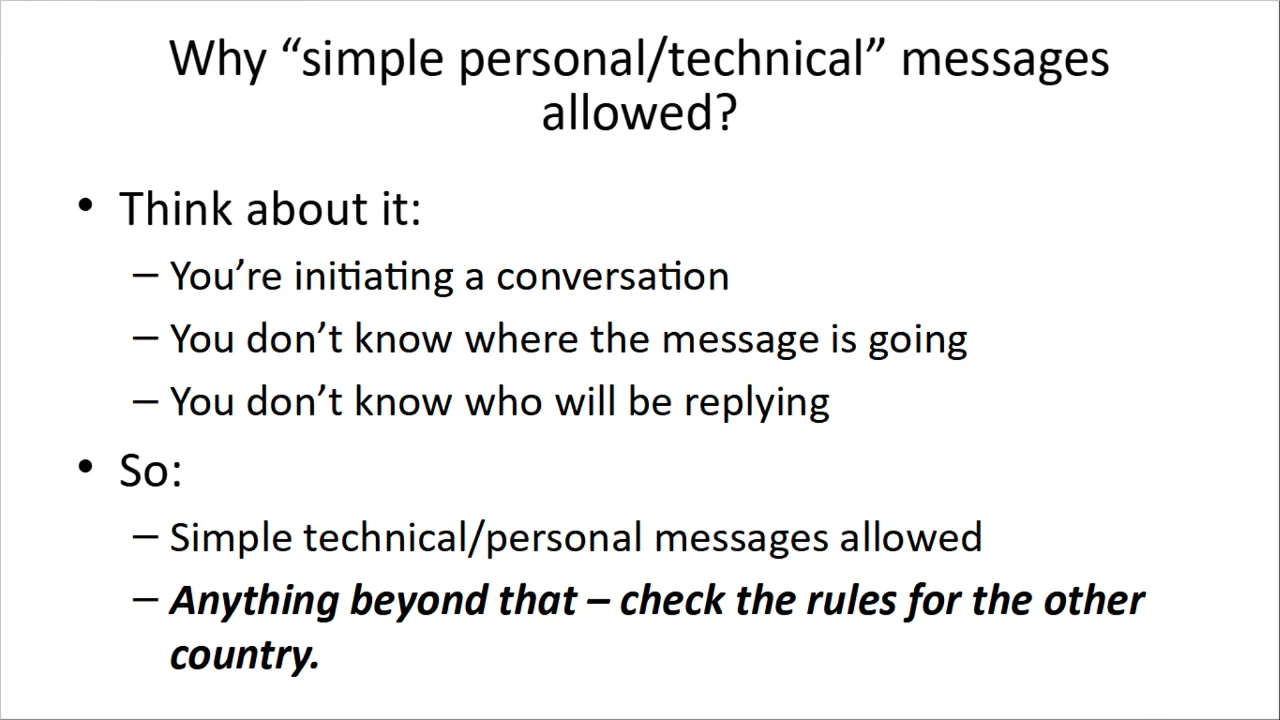 Why “simple personal/technical” messages
allowed?
• Think about it:
– You’re initiating a conversation
– You don’t know where the message is going
– You don’t know who will be replying
• So:
– Simple technical/personal messages allowed
– Anything beyond that – check the rules for the other
country.